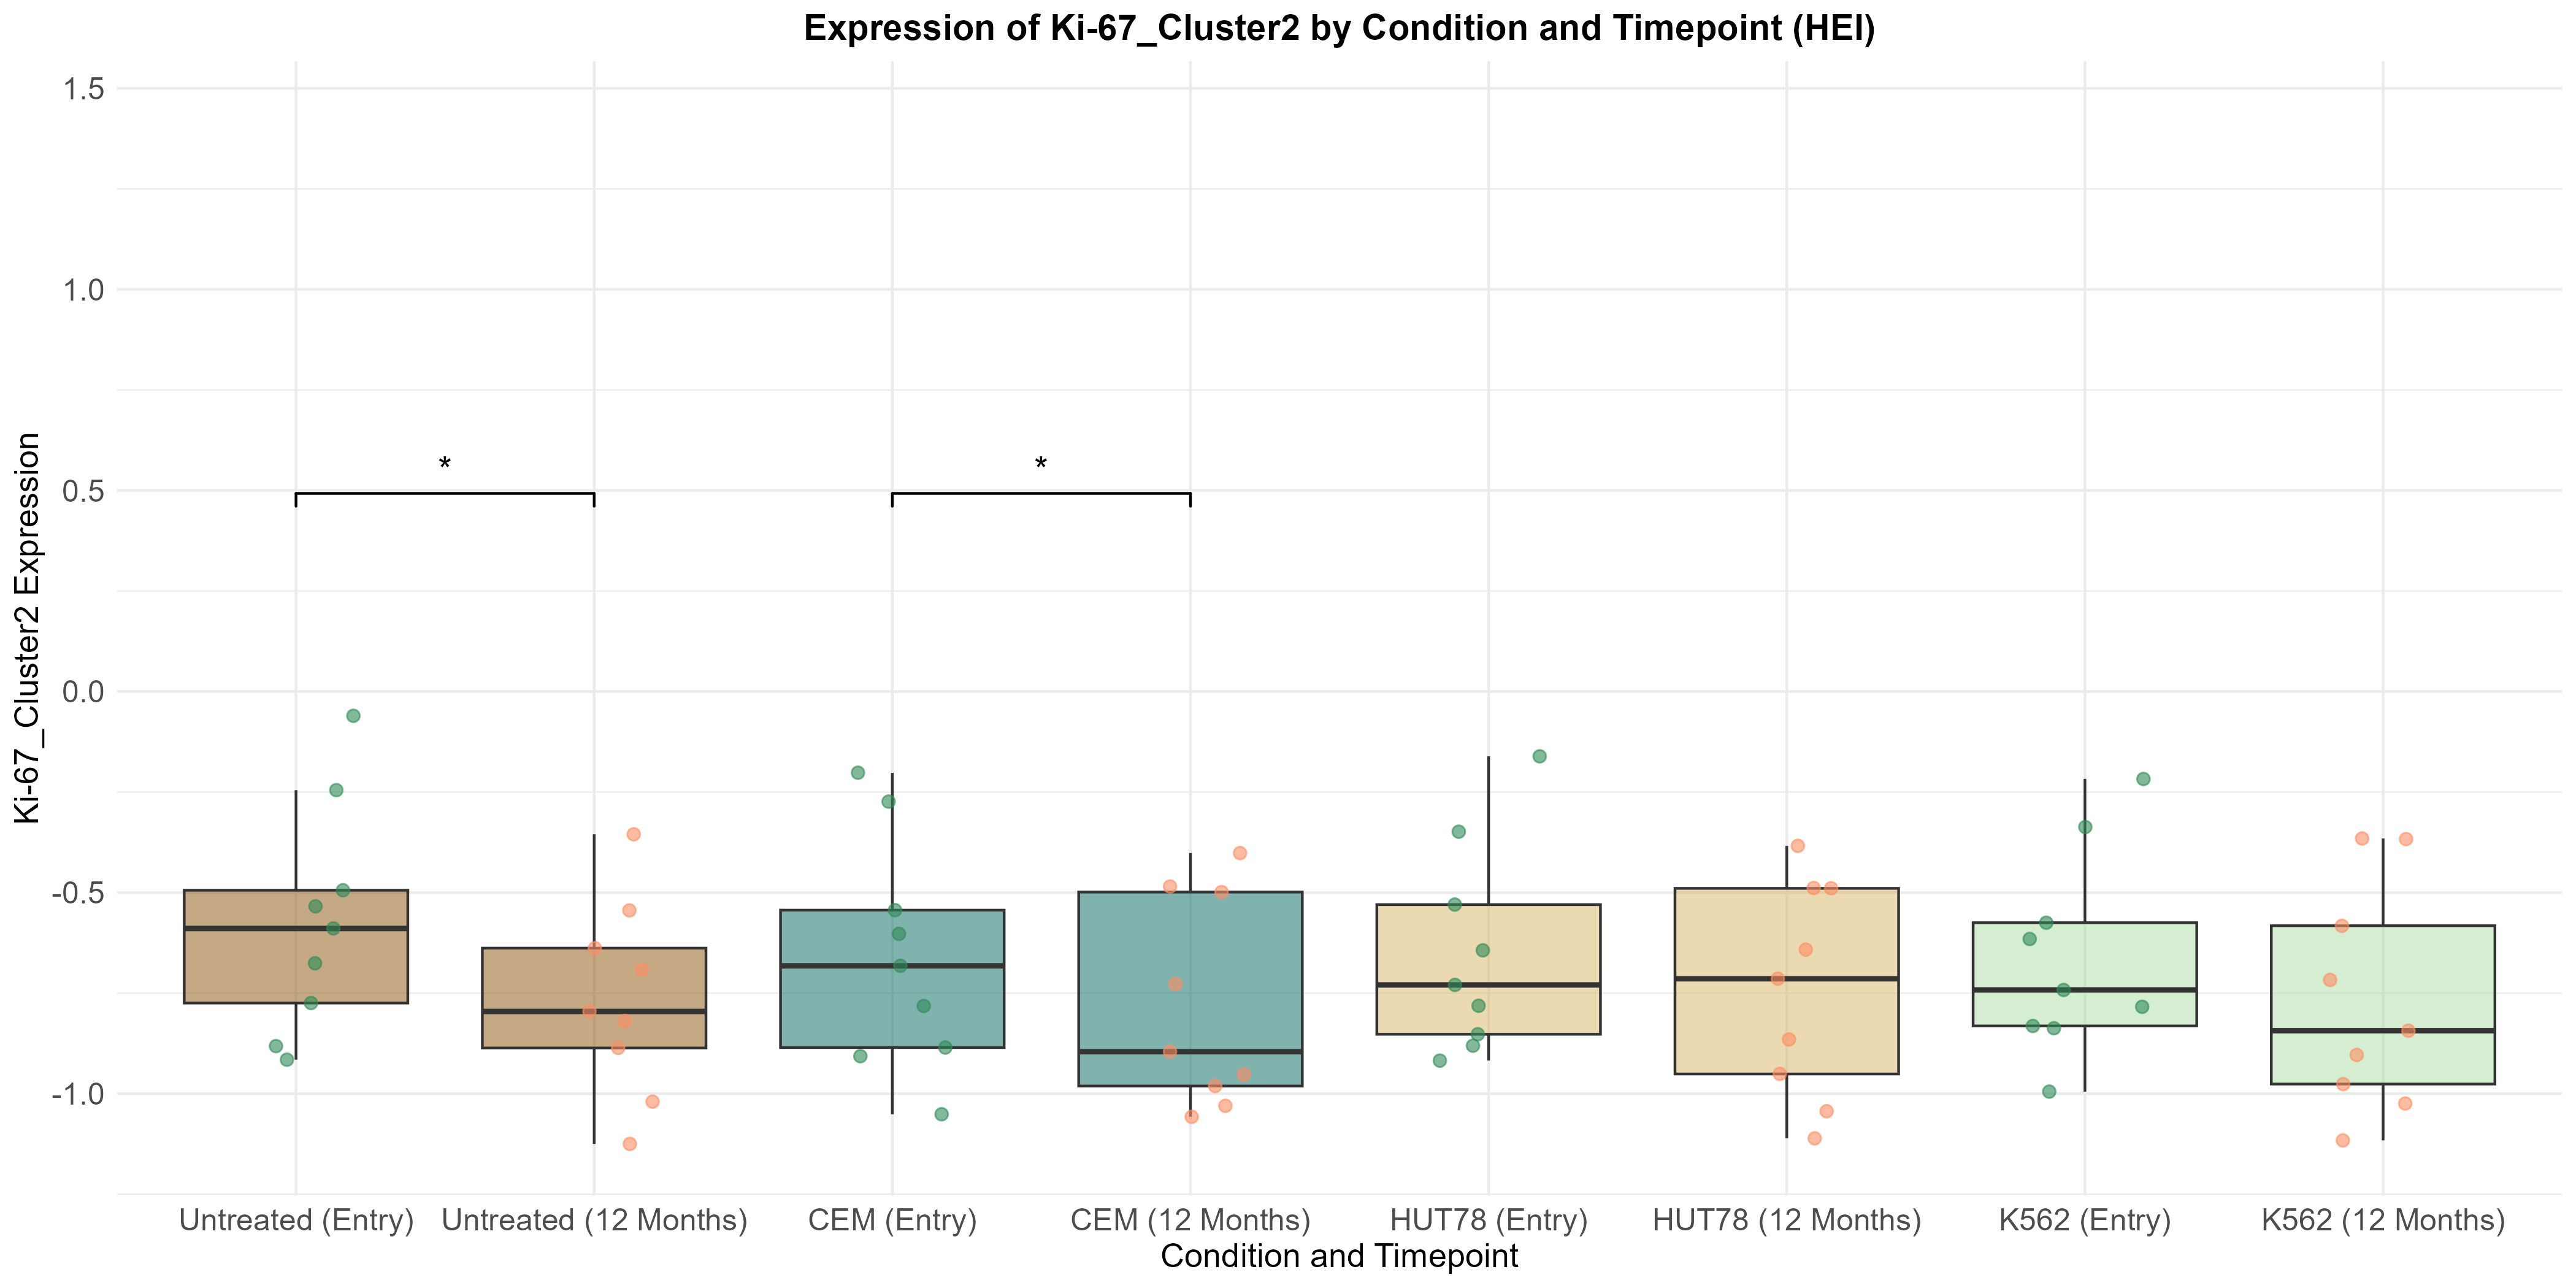 Expression of Ki-67_Cluster2 by Condition and Timepoint (HEI)
Ki-67_Cluster2 Expression
1.5
1.0
0.5
0.0
-0.5
-1.0
*
*
Untreated (Entry)
Untreated (12 Months)
CEM (Entry)
CEM (12 Months)
HUT78 (Entry)
HUT78 (12 Months)
K562 (Entry)
K562 (12 Months)
Condition and Timepoint